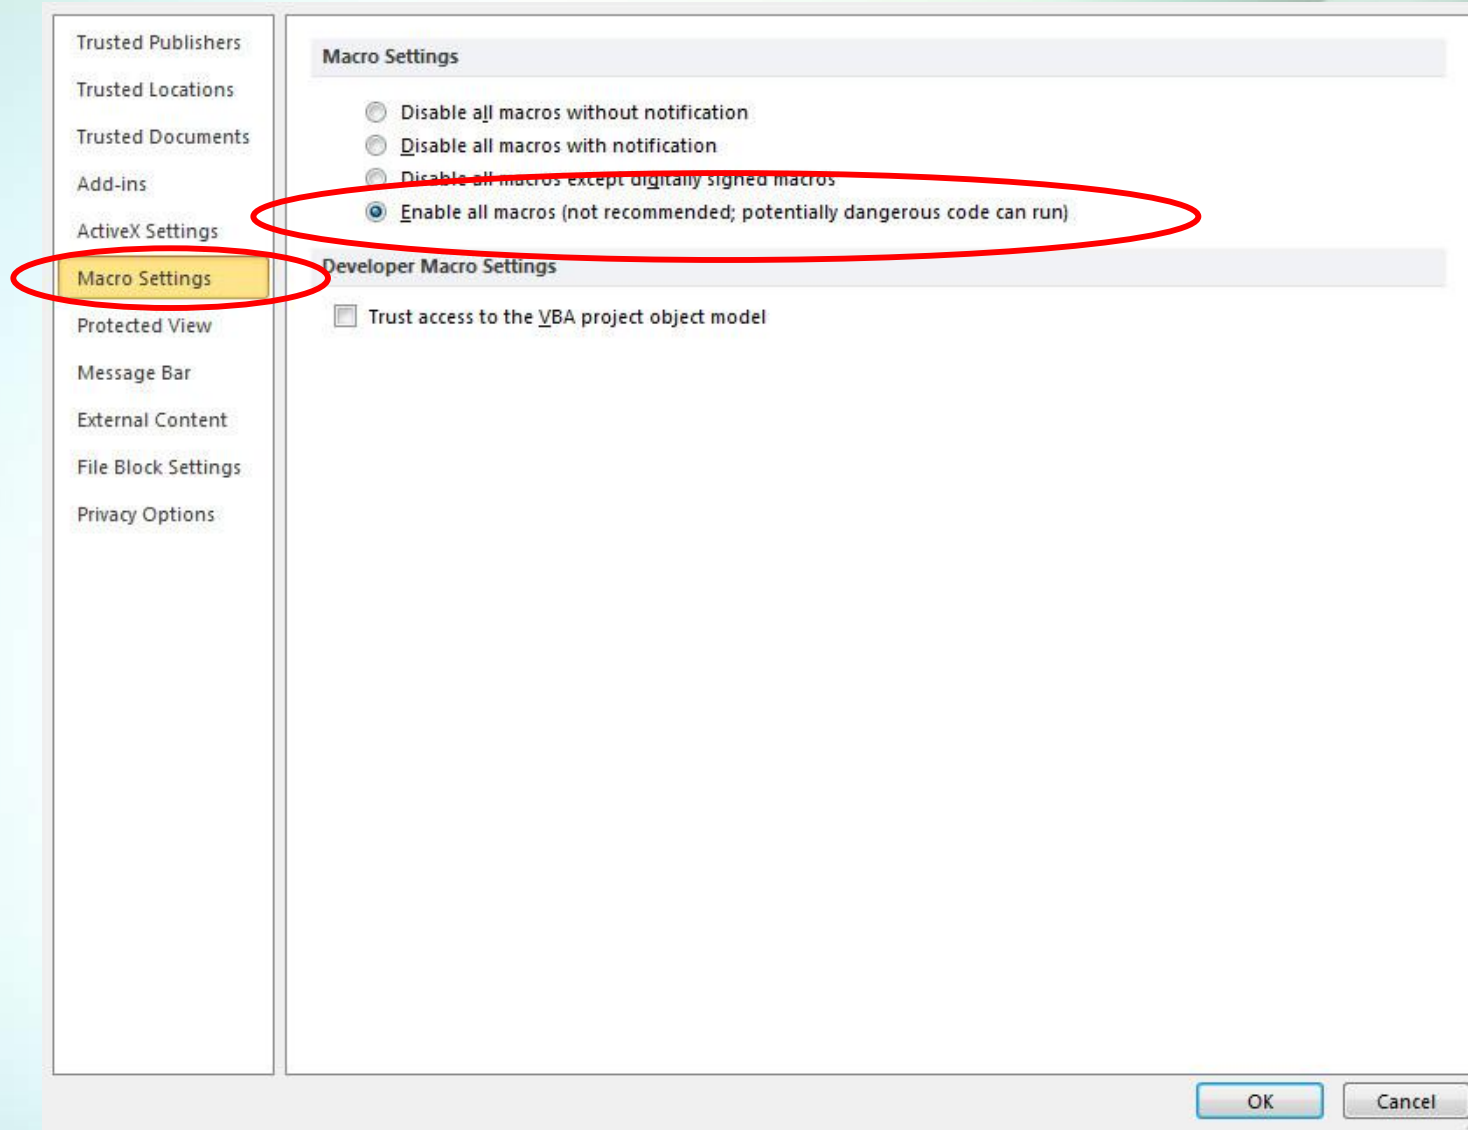 Trusted Publishers
Trusted Locations
Trusted Documents
Add-ins
ActiveX Settings
Macro Settings
Protected View
Message Bar
External Content
File Block Settings
Privacy Options
Macro Settings
Disable all macros without notification
Disable all macros with notification
Disable all macros except digitally signed macros
Enable all macros (not recommended; potentially dangerous code can run)
Developer Macro Settings
Trust access to the VBA project object model
OK
Cancel